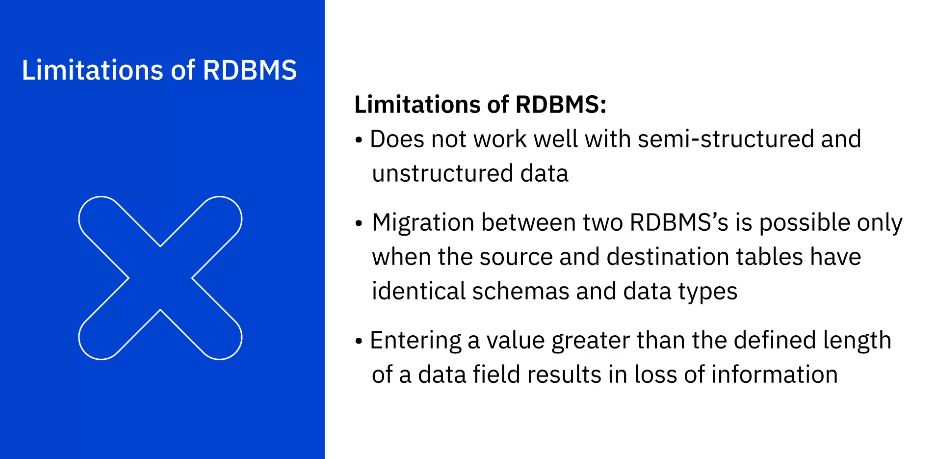 Limitations of RDBMS
Limitations of RDBMS:
• Does not work well with semi-structured and
unstructured data
• Migration between two RDBMS’s is possible only
when the source and destination tables have
identical schemas and data types
• Entering a value greater than the defined length
of a data field results in loss of information